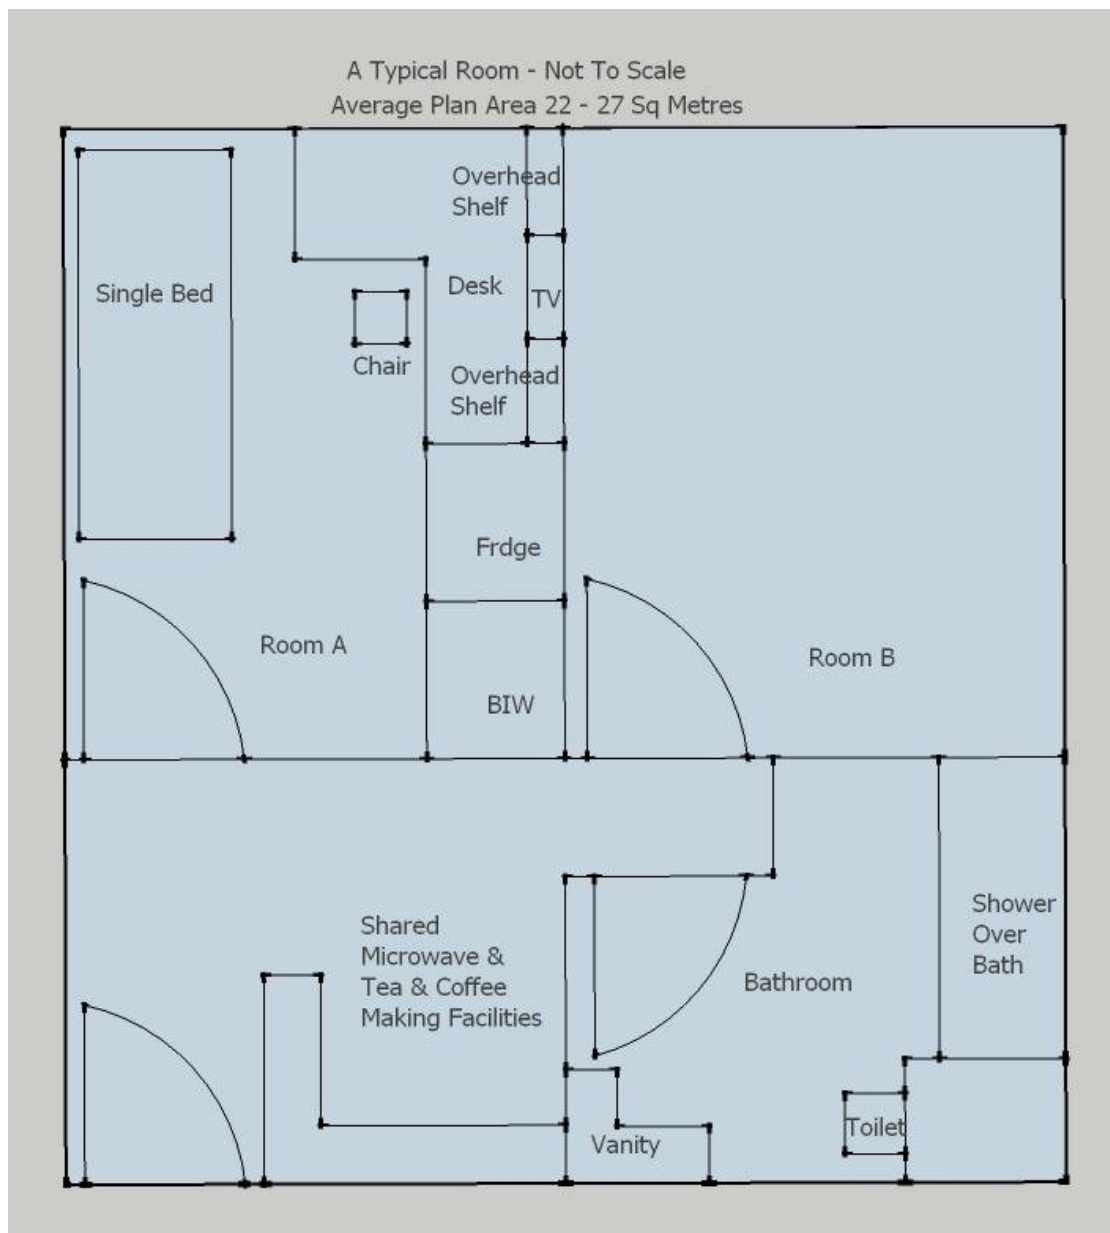 A Typical Room - Not To Scale
Average Plan Area 22 - 27 Sq Metres
Overhead
Shelf
Single Bed
Desk
TV
Chair
Overhead
Shelf
Frdge
Room A
Room B
BIW
Shared
Microwave &
Tea & Coffee
Making Facilities
Shower
Over
Bath
Bathroom
Toilet
Vanity